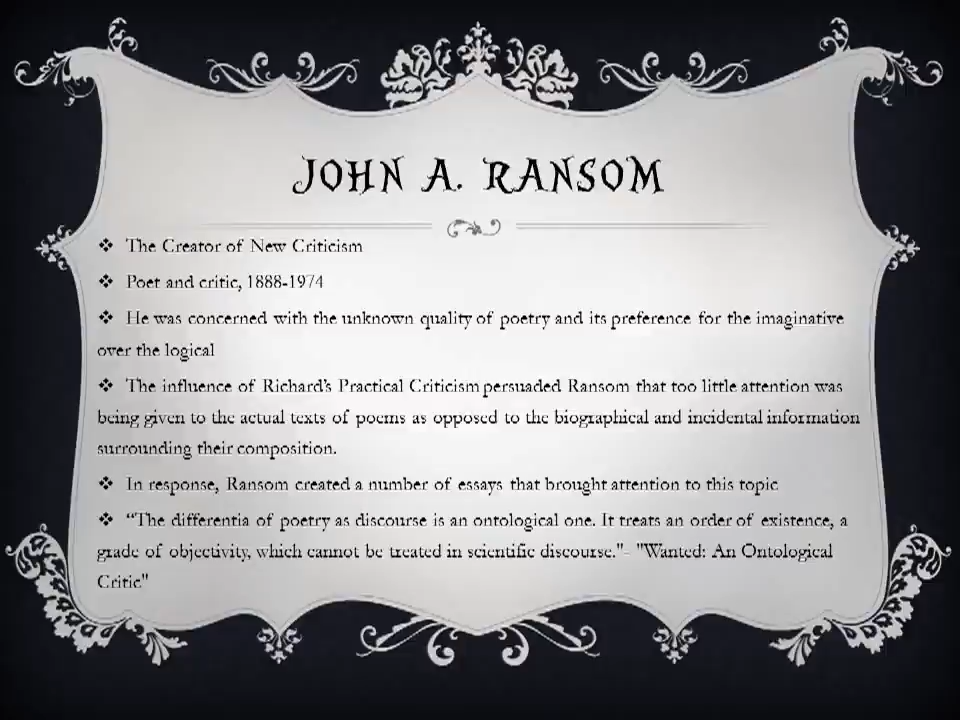 JOHN A. RANSOM
❖ The Creator of New Criticism
❖ Poet and critic, 1888-1974
❖ He was concerned with the unknown quality of poetry and its preference for the imaginative
over the logical
❖ The influence of Richard's Practical Criticism persuaded Ransom that too little attention was
being given to the actual texts of poems as opposed to the biographical and incidental information
surrounding their composition.
❖ In response, Ransom created a number of essays that brought attention to this topic
❖ “The differentia of poetry as discourse is an ontological one. It treats an order of existence, a
grade of objectivity, which cannot be treated in scientific discourse."- "Wanted: An Ontological
Critic"